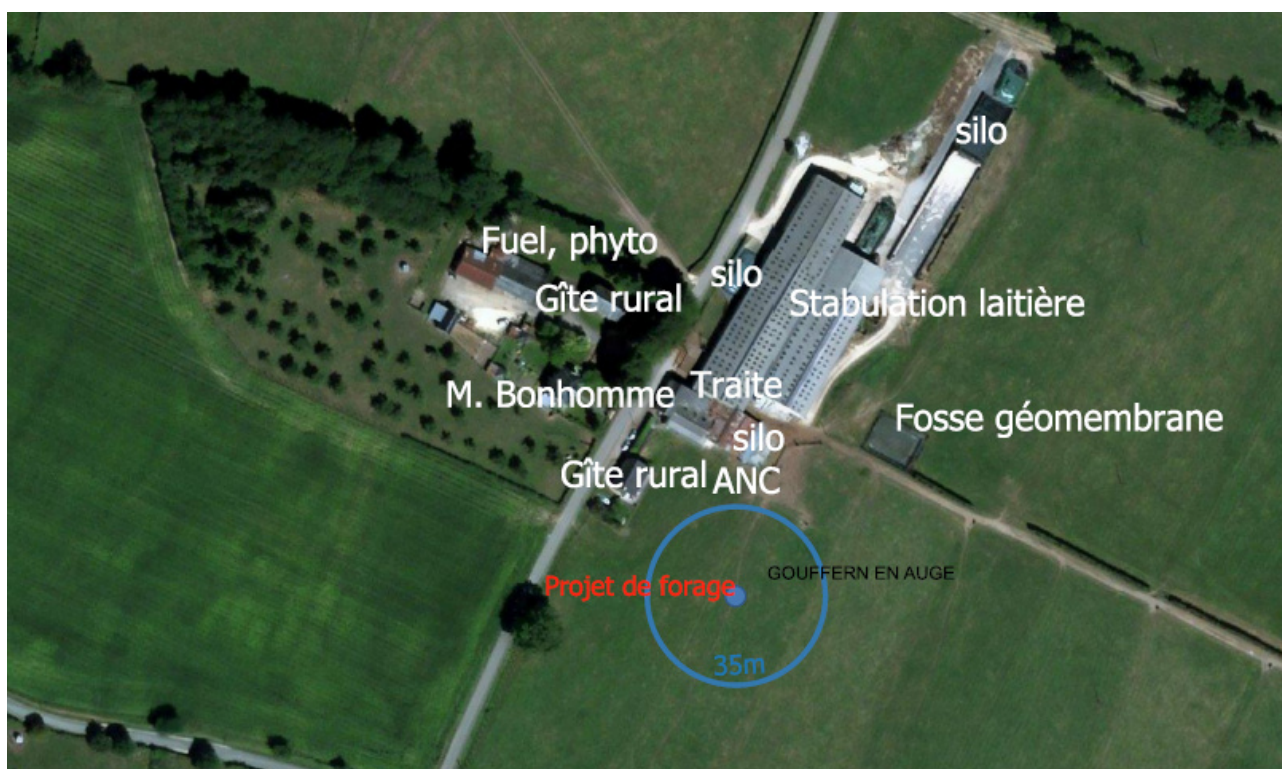 silo
Fuel, phyto
silo
Gîte rural
Stabulation laitière
Traite
M. Bonhomme
Fosse géomembrane
silo
Gîte rural
ANC
GOUFFERN EN AUGE
Projet de forage
35m